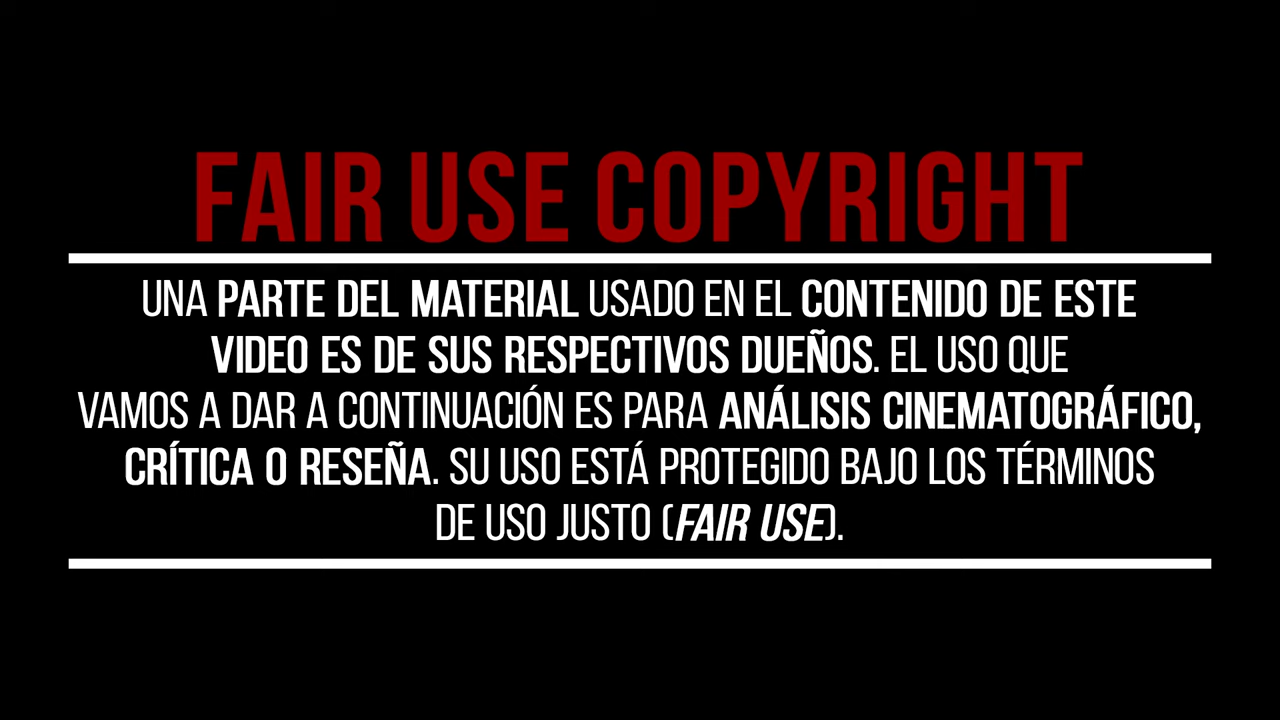 FAIR USE COPYRIGHT
UNA PARTE DEL MATERIAL USADO EN EL CONTENIDO DE ESTE
VIDEO ES DE SUS RESPECTIVOS DUEÑOS. EL USO QUE
VAMOS A DAR A CONTINUACIÓN ES PARA ANÁLISIS CINEMATOGRÁFICO,
CRÍTICA O RESEÑA. SU USO ESTÁ PROTEGIDO BAJO LOS TÉRMINOS
DE USO JUSTO (FAIR USE).